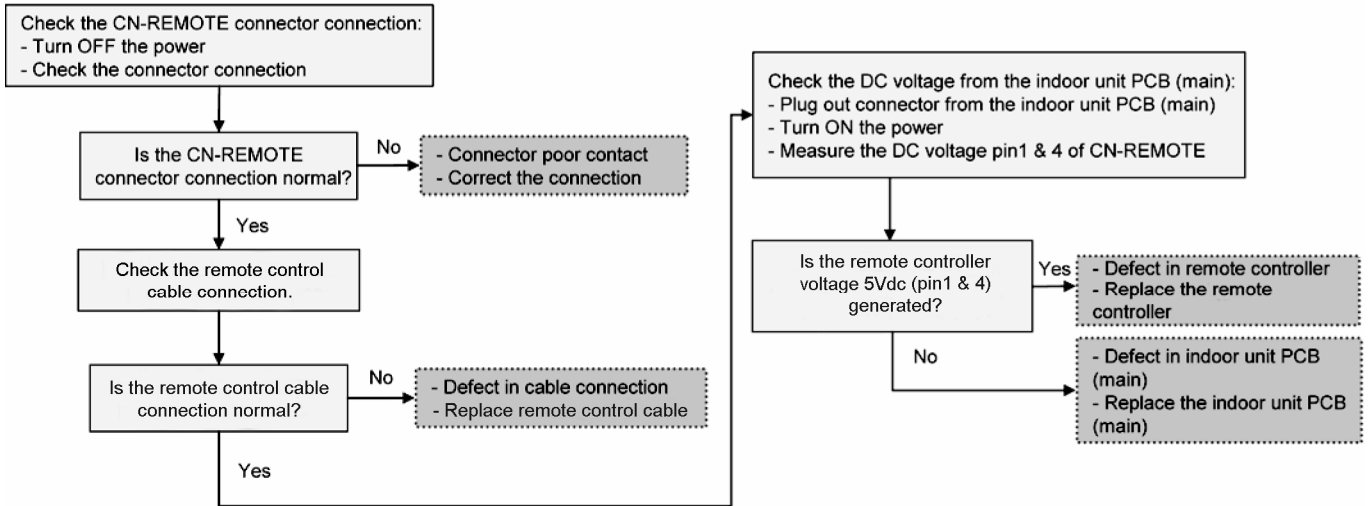 Check the CN-REMOTE connector connection:
- Turn OFF the power
- Check the connector connection
Is the CN-REMOTE
connector connection normal?
No
- Connector poor contact
- Correct the connection
Yes
Check the remote control
cable connection.
Is the remote control cable
connection normal?
No
- Defect in cable connection
- Replace remote control cable
Yes
Check the DC voltage from the indoor unit PCB (main):
- Plug out connector from the indoor unit PCB (main)
- Turn ON the power
- Measure the DC voltage pin1 & 4 of CN-REMOTE
Is the remote controller
voltage 5Vdc (pin1 & 4)
generated?
Yes
- Defect in remote controller
- Replace the remote
controller
No
- Defect in indoor unit PCB
(main)
- Replace the indoor unit PCB
(main)